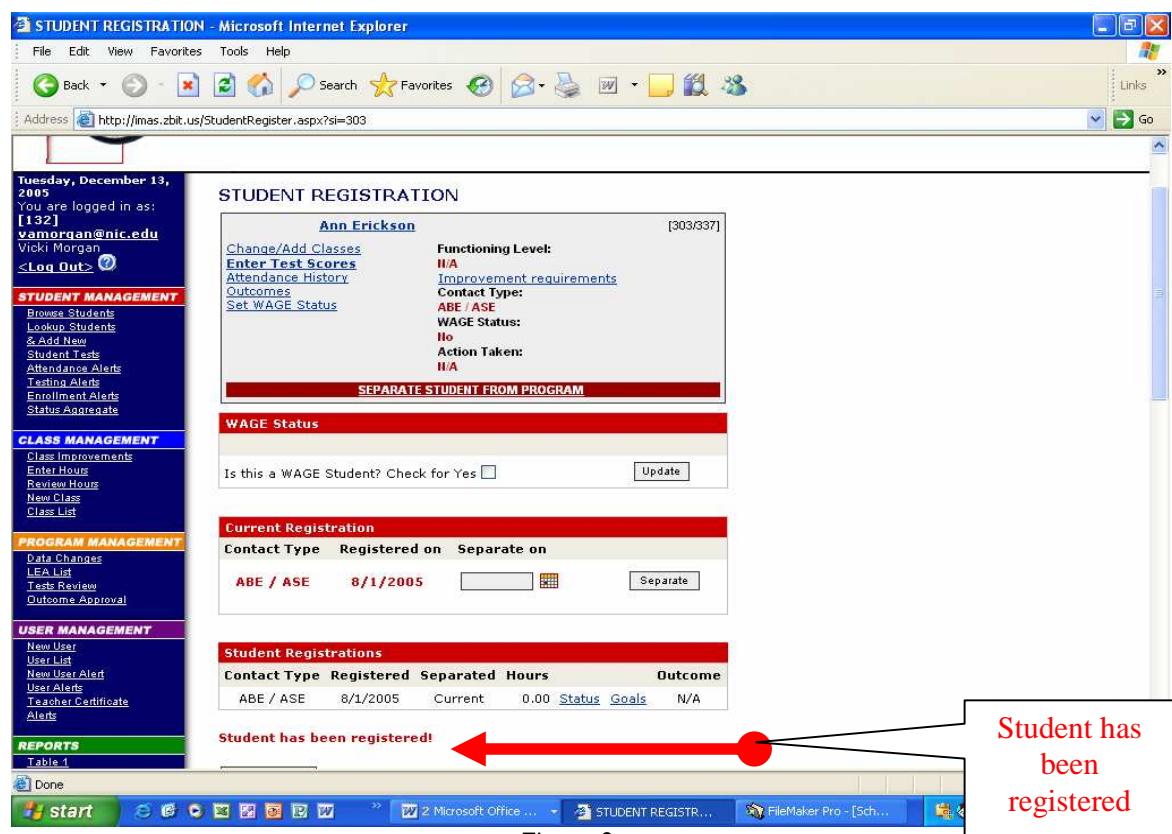 STUDENT REGISTRATION - Microsoft Internet Explorer
File Edit View Favorites Tools Help
Back Search Favorites Links
Address http://imas.zbit.us/StudentRegister.aspx?si=303 Go
Tuesday, December 13,
2005
You are logged in as:
[132]
vamorgan@nic.edu
Vicki Morgan
<Log Out>
STUDENT MANAGEMENT
Browse Students
Lookup Students
& Add New
Student Tests
Attendance Alerts
Testing Alerts
Enrollment Alerts
Status Aggregate
CLASS MANAGEMENT
Class Improvements
Enter Hours
Review Hours
New Class
Class List
PROGRAM MANAGEMENT
Data Changes
LEA List
Tests Review
Outcome Approval
USER MANAGEMENT
New User
User List
New User Alert
User Alerts
Teacher Certificate
Alerts
REPORTS
Table 1
STUDENT REGISTRATION
Ann Erickson [303/337]
Change/Add Classes
Enter Test Scores
Attendance History
Outcomes
Set WAGE Status
Functioning Level:
N/A
Improvement requirements
Contact Type:
ABE / ASE
WAGE Status:
No
Action Taken:
N/A
SEPARATE STUDENT FROM PROGRAM
WAGE Status
Is this a WAGE Student? Check for Yes Update
Current Registration
Contact Type Registered on Separate on
ABE / ASE 8/1/2005 Separate
Student Registrations
Contact Type Registered Separated Hours Outcome
ABE / ASE 8/1/2005 Current 0.00 Status Goals N/A
Student has been registered!
Student has
been
registered
Done
start 2 Microsoft Office ... STUDENT REGISTR... FileMaker Pro - [Sch...